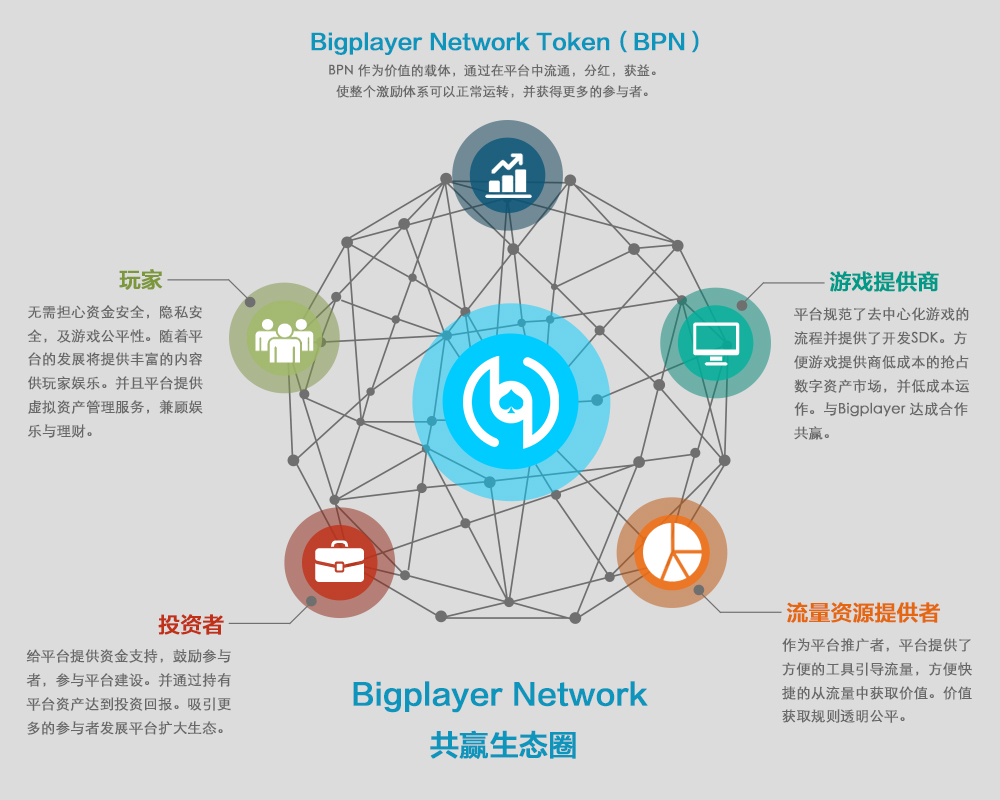 Bigplayer Network Token（BPN）
BPN 作为价值的载体，通过在平台中流通，分红，获益。
使整个激励体系可以正常运转，并获得更多的参与者。
玩家
无需担心资金安全，隐私安
全，及游戏公平性。随着平
台的发展将提供丰富的内容
供玩家娱乐。并且平台提供
虚拟资产管理服务，兼顾娱
乐与理财。
游戏提供商
平台规范了去中心化游戏的
流程并提供了开发SDK。方
便游戏提供商低成本的抢占
数字资产市场，并低成本运
作。与Bigplayer 达成合作
共赢。
投资者
给平台提供资金支持，鼓励参与
者，参与平台建设。并通过持有
平台资产达到投资回报。吸引更
多的参与者发展平台扩大生态。
流量资源提供者
作为平台推广者，平台提供了
方便的工具引导流量，方便快
捷的从流量中获取价值。价值
获取规则透明公平。
Bigplayer Network
共赢生态圈